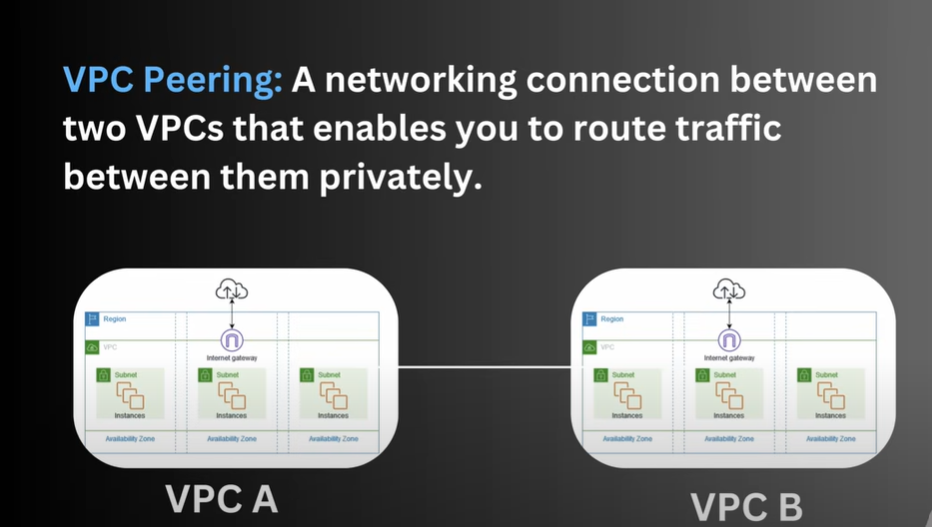 VPC Peering: A networking connection between
two VPCs that enables you to route traffic
between them privately.
Region
VPC
Internet gateway
Subnet Subnet Subnet
Instances Instances Instances
Availability Zone Availability Zone Availability Zone
VPC A
Region
VPC
Internet gateway
Subnet Subnet Subnet
Instances Instances Instances
Availability Zone Availability Zone Availability Zone
VPC B